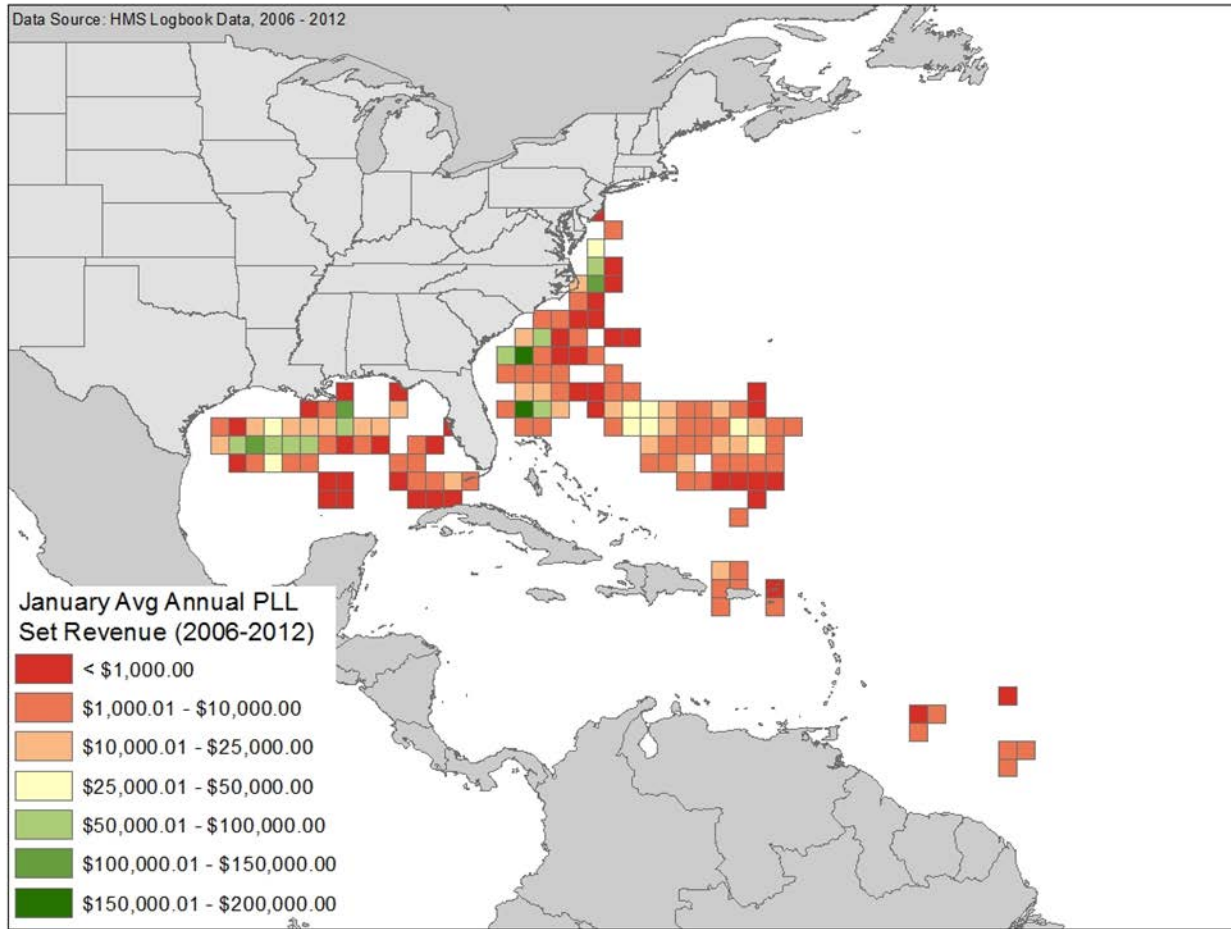 Data Source: HMS Logbook Data, 2006 - 2012
January Avg Annual PLL
Set Revenue (2006-2012)
< $1,000.00
$1,000.01 - $10,000.00
$10,000.01 - $25,000.00
$25,000.01 - $50,000.00
$50,000.01 - $100,000.00
$100,000.01 - $150,000.00
$150,000.01 - $200,000.00